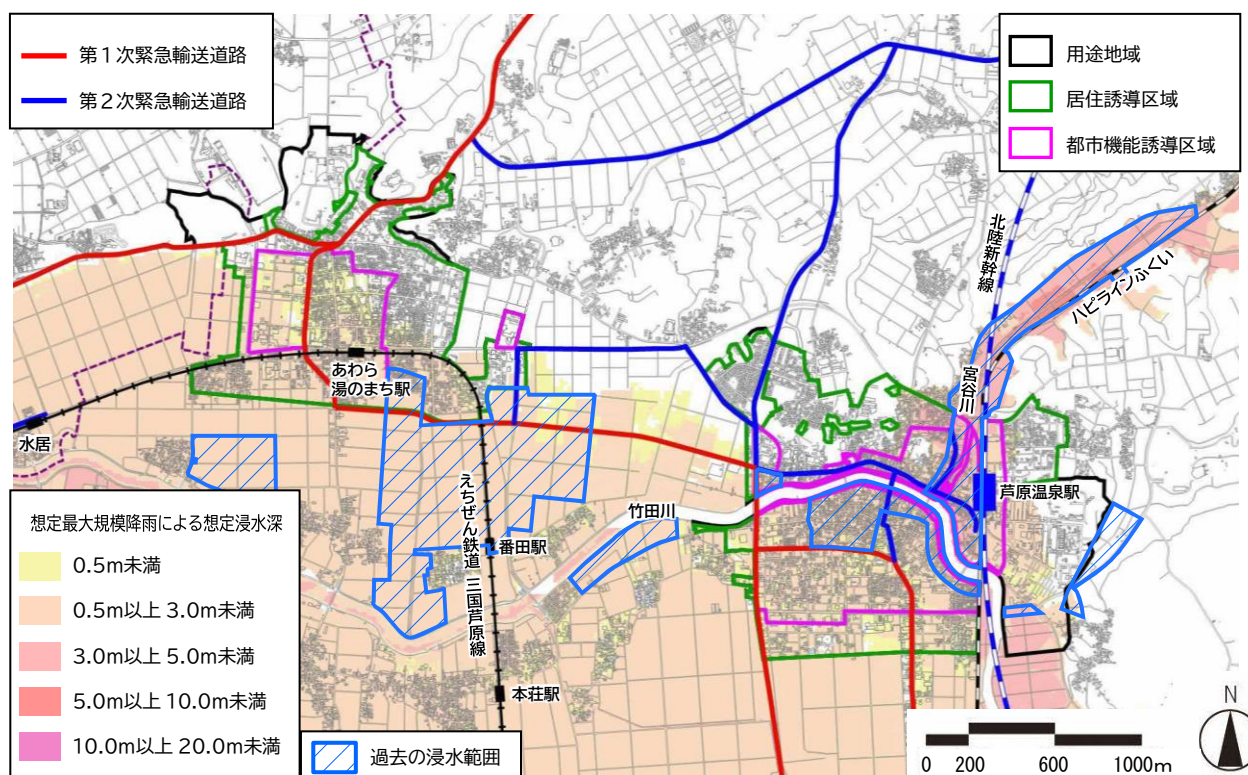 第1次緊急輸送道路
第2次緊急輸送道路
用途地域
居住誘導区域
都市機能誘導区域
北陸新幹線
ハピラインふくい
宮谷川
あわら
湯のまち駅
水居
芦原温泉駅
竹田川
えちぜん鉄道 三国芦原線
番田駅
本荘駅
想定最大規模降雨による想定浸水深
0.5m未満
0.5m以上 3.0m未満
3.0m以上 5.0m未満
5.0m以上 10.0m未満
10.0m以上 20.0m未満
過去の浸水範囲
N
0 200 600 1000m